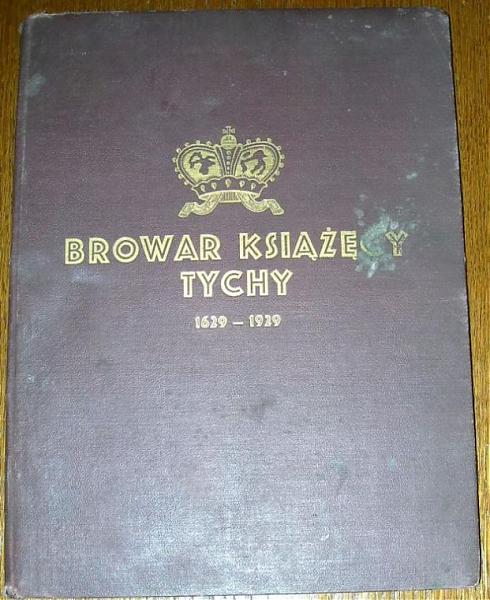 BROWAR KSIĄŻĘCY
TYCHY
1629 – 1929